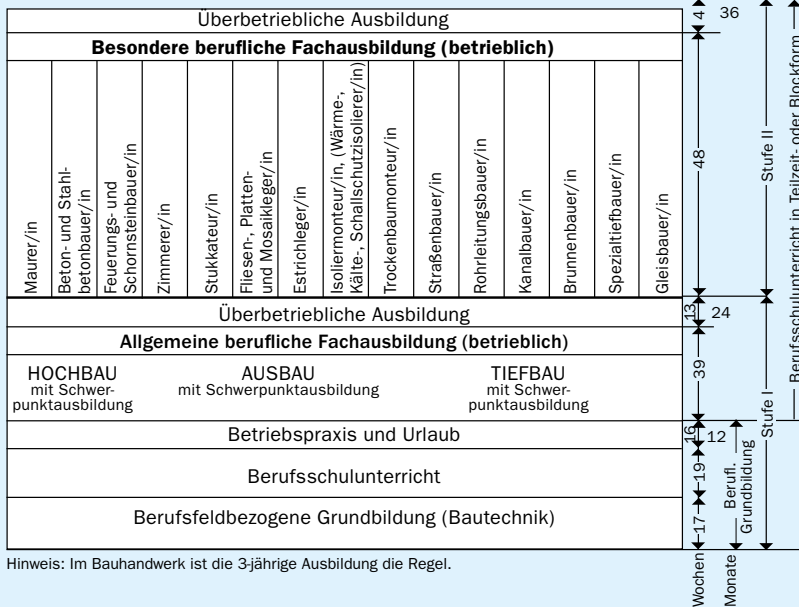 Überbetriebliche Ausbildung
4
36
Besondere berufliche Fachausbildung (betrieblich)
Maurer/in
Beton- und Stahl-
betonbauer/in
Feuerungs- und
Schornsteinbauer/in
Zimmerer/in
Stukkateur/in
Fliesen-, Platten-
und Mosaikleger/in
Estrichleger/in
Isoliermonteur/in, (Wärme-,
Kälte-, Schallschutzisolierer/in)
Trockenbaumonteur/in
Straßenbauer/in
Rohrleitungsbauer/in
Kanalbauer/in
Brunnenbauer/in
Spezialtiefbauer/in
Gleisbauer/in
48
Stufe II
Berufsschulunterricht in Teilzeit- oder Blockform
Überbetriebliche Ausbildung
13
24
Allgemeine berufliche Fachausbildung (betrieblich)
HOCHBAU
mit Schwer-
punktausbildung
AUSBAU
mit Schwerpunktausbildung
TIEFBAU
mit Schwer-
punktausbildung
39
Stufe I
Betriebspraxis und Urlaub
16
12
Berufsschulunterricht
19
Berufl.
Grundbildung
Berufsfeldbezogene Grundbildung (Bautechnik)
17
Hinweis: Im Bauhandwerk ist die 3-jährige Ausbildung die Regel.
Wochen
Monate